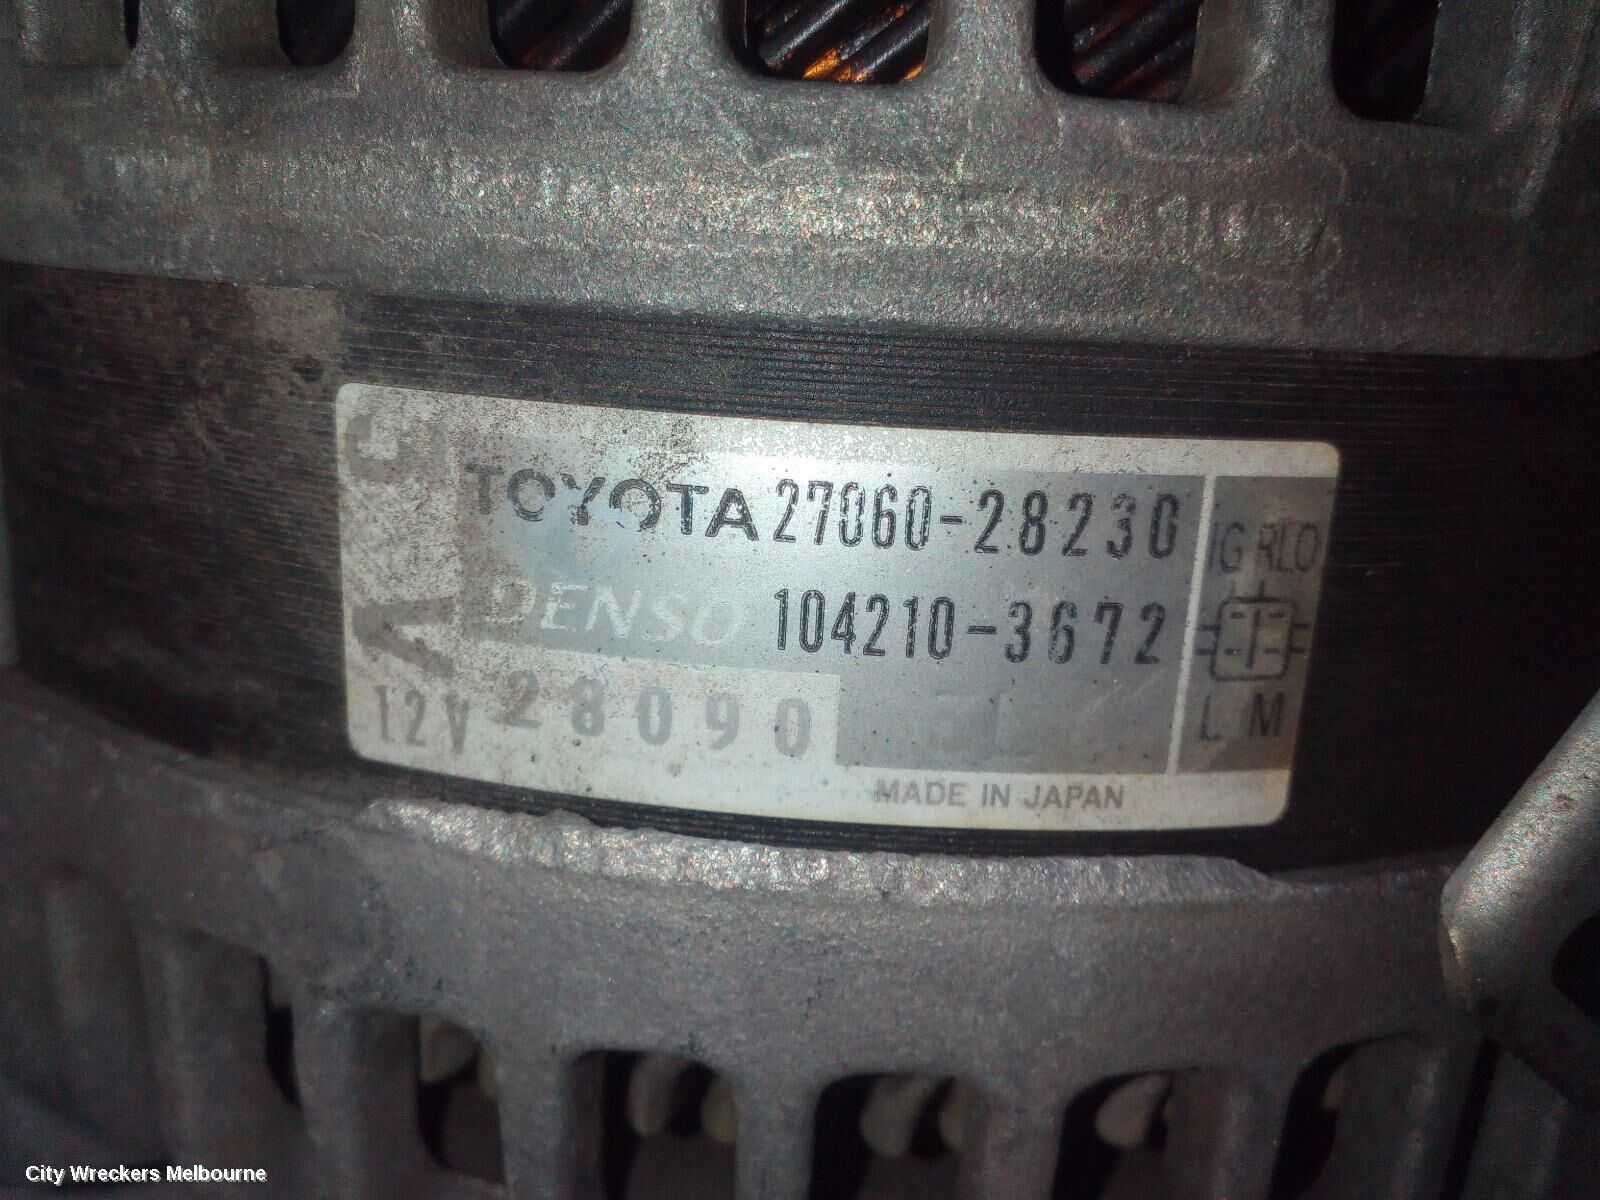 TOYOTA 27060-28230
IG RLO
DENSO 104210-3672
12V 28090
L M
MADE IN JAPAN
City Wreckers Melbourne